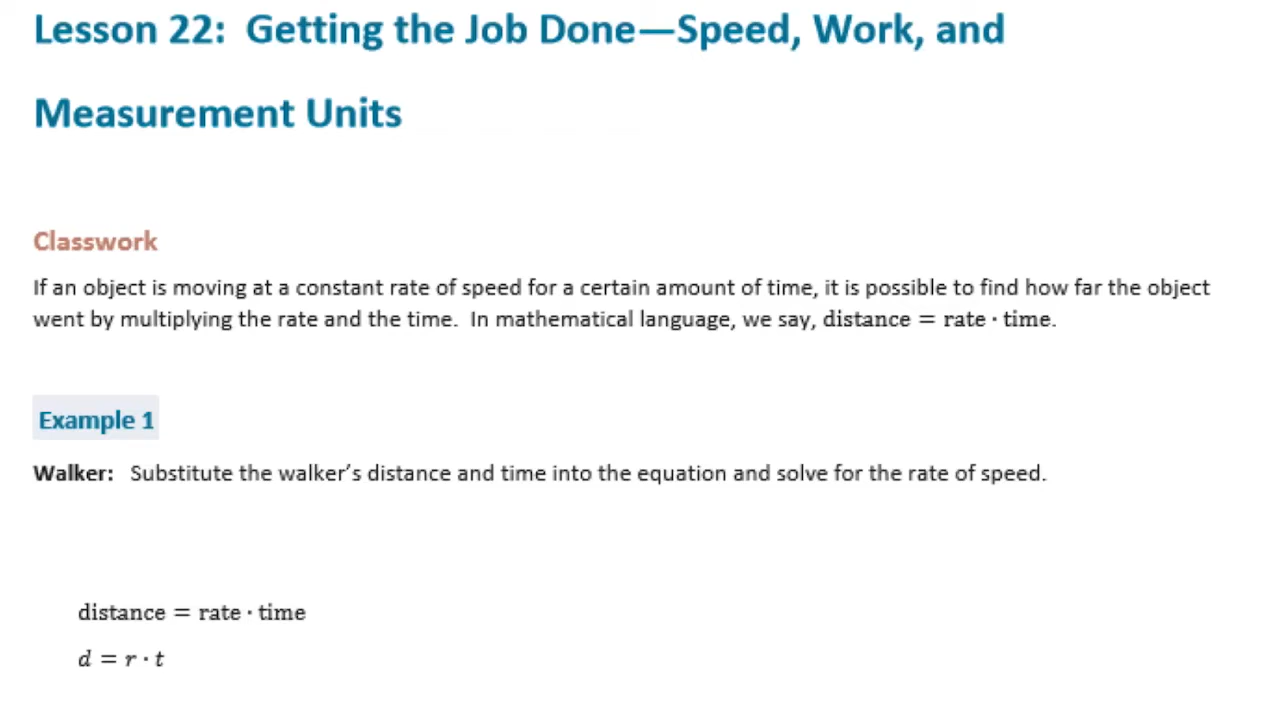 Lesson 22:  Getting the Job Done—Speed, Work, and
Measurement Units
Classwork
If an object is moving at a constant rate of speed for a certain amount of time, it is possible to find how far the object
went by multiplying the rate and the time.  In mathematical language, we say, distance = rate · time.
Example 1
Walker:  Substitute the walker’s distance and time into the equation and solve for the rate of speed.
distance = rate · time
d = r · t